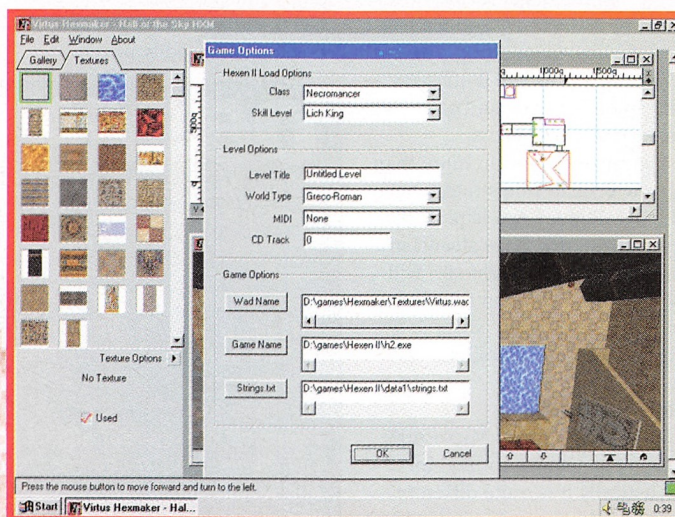 Virtus Hexmaker - Hall of the Sky.HXM
File Edit Window About
Gallery Textures
Game Options
Hexen II Load Options
Class Necromancer
Skill Level Lich King
Level Options
Level Title Untitled Level
World Type Greco-Roman
MIDI None
CD Track 0
Game Options
Wad Name D:\games\Hexmaker\Textures\Virtus.wad
Game Name D:\games\Hexen II\h2.exe
Strings.txt D:\games\Hexen II\data1\strings.txt
OK Cancel
Texture Options
No Texture
Used
1000q 1500q
Press the mouse button to move forward and turn to the left.
Start Virtus Hexmaker - Hal... 0:39